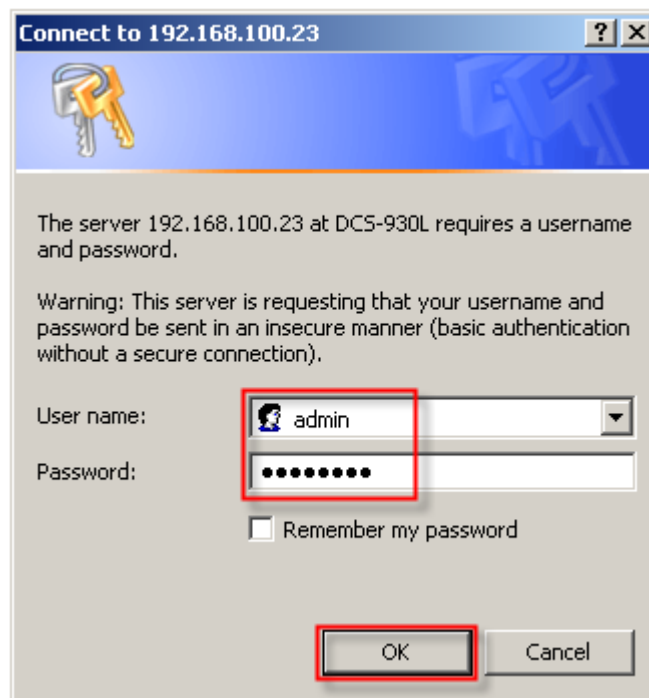 Connect to 192.168.100.23
The server 192.168.100.23 at DCS-930L requires a username
and password.
Warning: This server is requesting that your username and
password be sent in an insecure manner (basic authentication
without a secure connection).
User name: admin
Password: ●●●●●●●●
Remember my password
OK Cancel